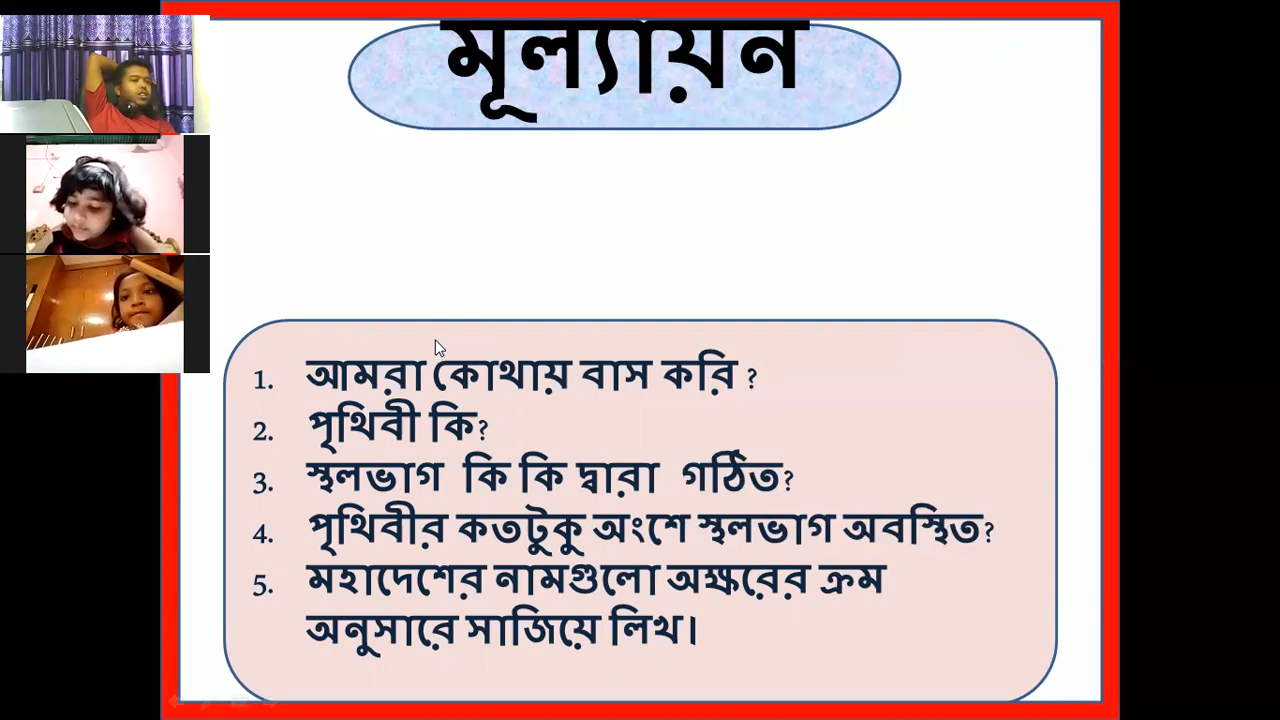 মূল্যায়ন
1. আমরা কোথায় বাস করি ?
2. পৃথিবী কি?
3. স্থলভাগ কি কি দ্বারা গঠিত?
4. পৃথিবীর কতটুকু অংশে স্থলভাগ অবস্থিত?
5. মহাদেশের নামগুলো অক্ষরের ক্রম
অনুসারে সাজিয়ে লিখ।